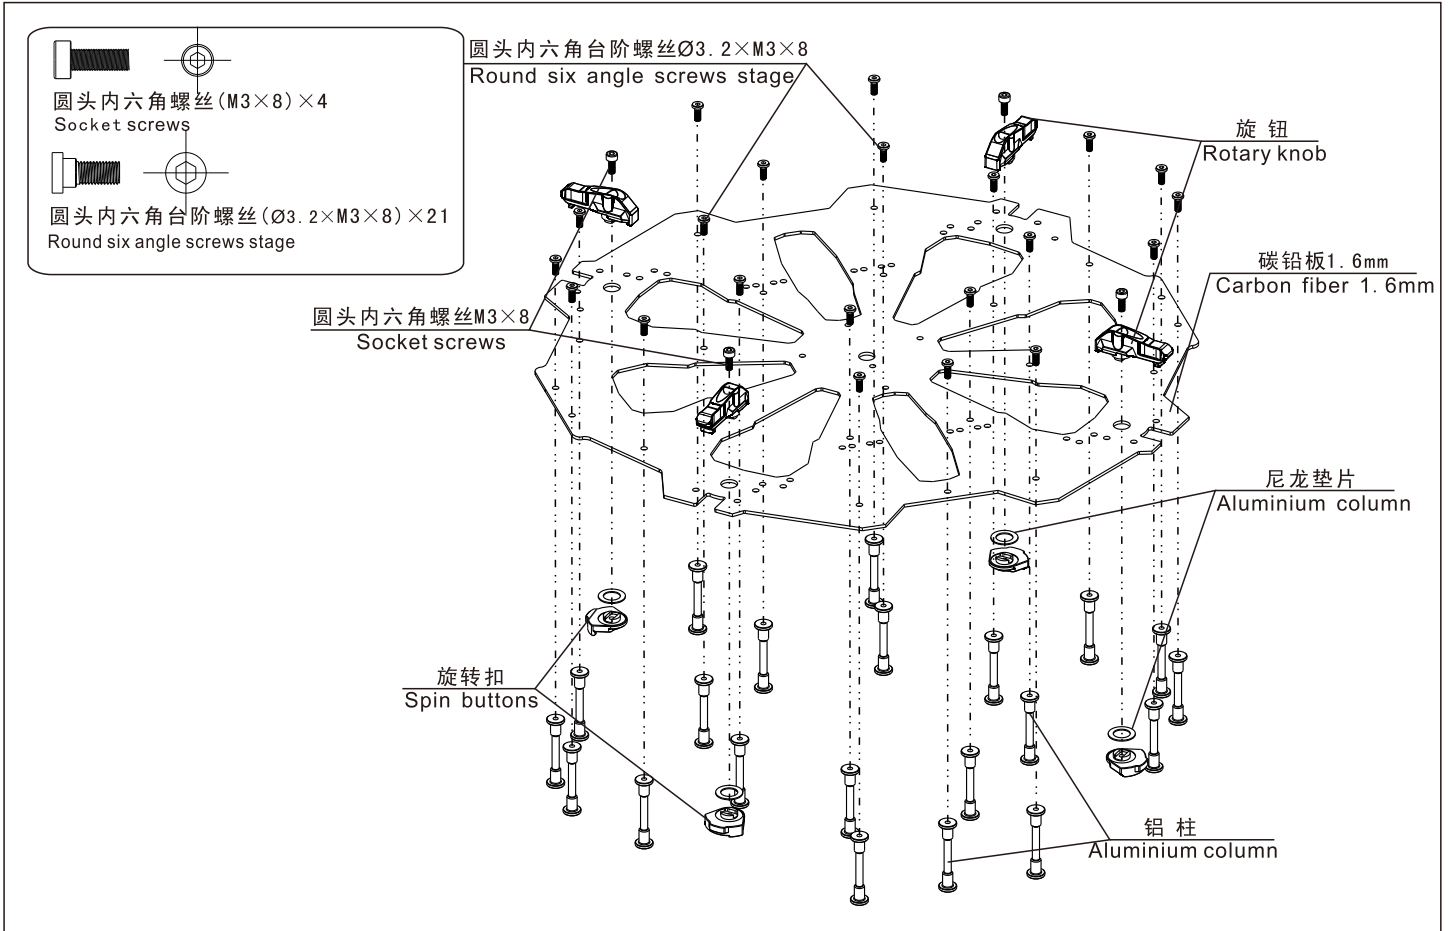 圆头内六角螺丝(M3×8)×4
Socket screws
圆头内六角台阶螺丝(Ø3.2×M3×8)×21
Round six angle screws stage
圆头内六角台阶螺丝Ø3.2×M3×8
Round six angle screws stage
旋 钮
Rotary knob
碳铅板1.6mm
Carbon fiber 1.6mm
圆头内六角螺丝M3×8
Socket screws
尼龙垫片
Aluminium column
旋转扣
Spin buttons
铝 柱
Aluminium column